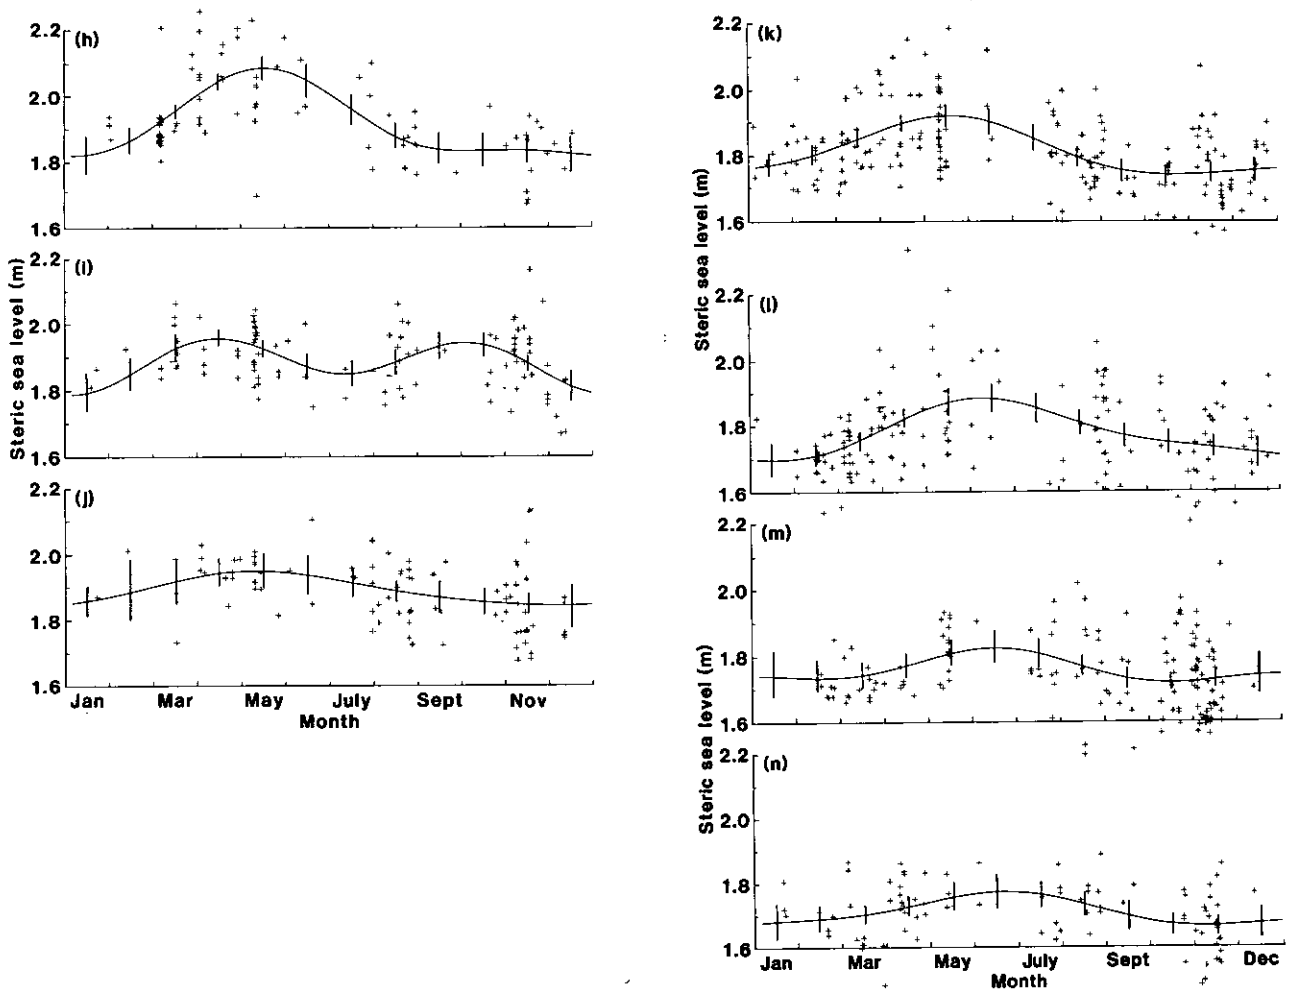 (h)
2.2
2.0
1.8
1.6
(i)
2.2
2.0
1.8
1.6
Steric sea level (m)
(j)
2.2
2.0
1.8
1.6
Jan Mar May July Sept Nov
Month
(k)
2.2
2.0
1.8
1.6
Steric sea level (m)
(l)
2.2
2.0
1.8
1.6
(m)
2.2
2.0
1.8
1.6
Steric sea level (m)
(n)
2.2
2.0
1.8
1.6
Steric sea level (m)
Jan Mar May July Sept Dec
Month